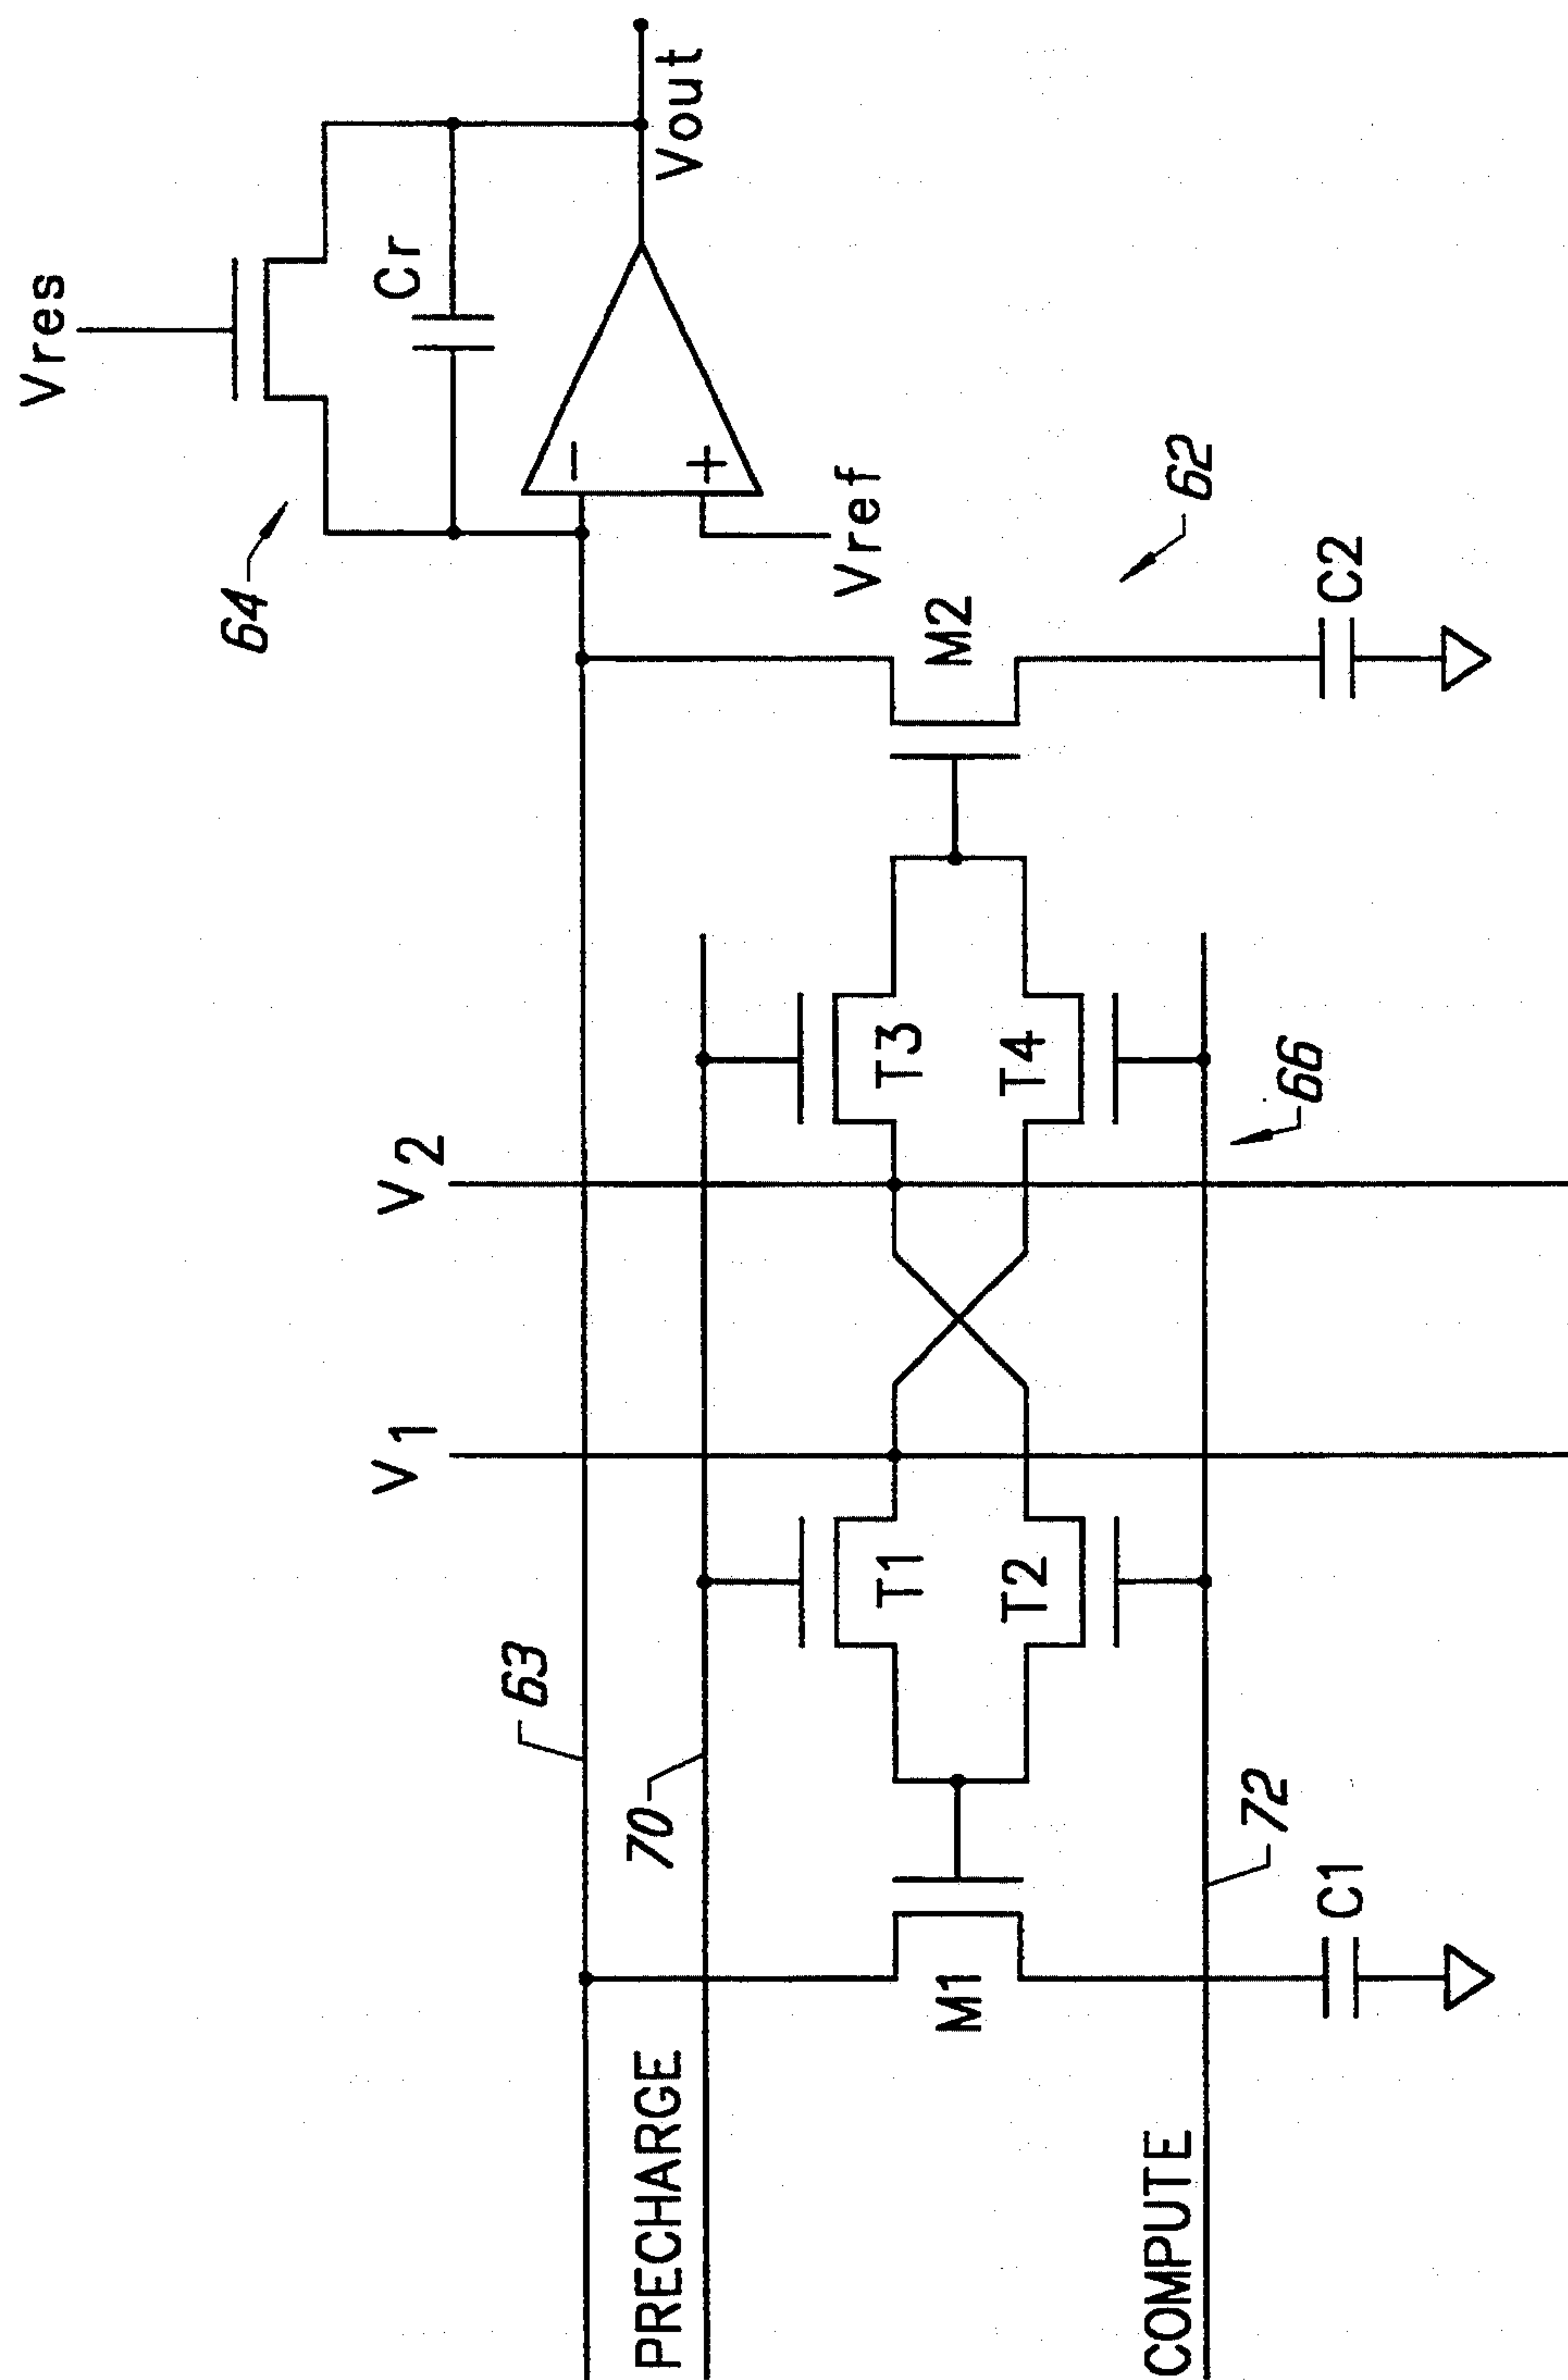 Vres
64
Cr
Vout
Vref
62
V1
V2
63
70
PRECHARGE
T1
T3
M1
M2
T2
T4
66
72
COMPUTE
C1
C2